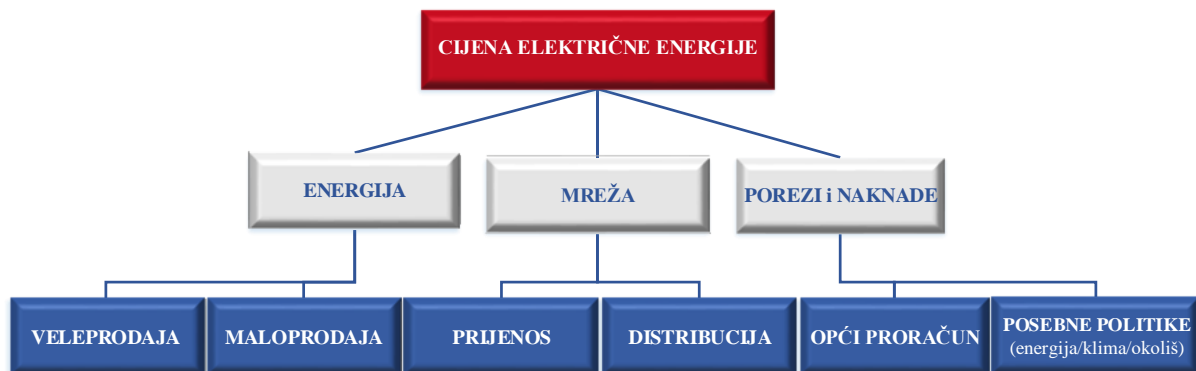 CIJENA ELEKTRIČNE ENERGIJE
ENERGIJA
MREŽA
POREZI i NAKNADE
VELEPRODAJA
MALOPRODAJA
PRIJENOS
DISTRIBUCIJA
OPĆI PRORAČUN
POSEBNE POLITIKE
(energija/klima/okoliš)